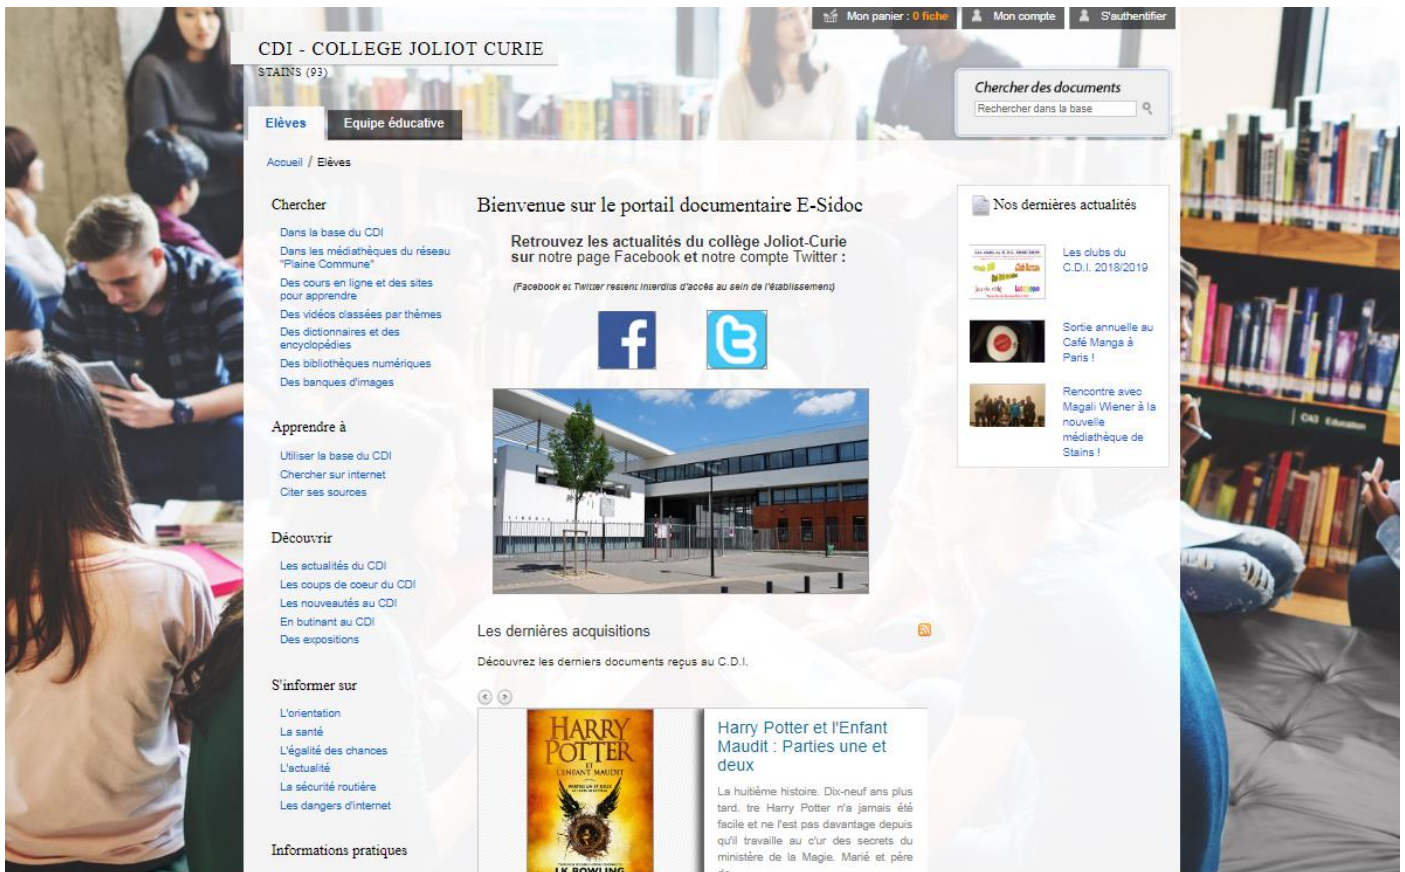 Mon panier : 0 fiche
Mon compte
S'authentifier
CDI - COLLEGE JOLIOT CURIE
STAINS (93)
Chercher des documents
Rechercher dans la base
Elèves
Equipe éducative
Accueil / Elèves
Chercher
Dans la base du CDI
Dans les médiathèques du réseau
"Plaine Commune"
Des cours en ligne et des sites
pour apprendre
Des vidéos classées par thèmes
Des dictionnaires et des
encyclopédies
Des bibliothèques numériques
Des banques d'images
Apprendre à
Utiliser la base du CDI
Chercher sur internet
Citer ses sources
Découvrir
Les actualités du CDI
Les coups de coeur du CDI
Les nouveautés au CDI
En butinant au CDI
Des expositions
S'informer sur
L'orientation
La santé
L'égalité des chances
L'actualité
La sécurité routière
Les dangers d'internet
Informations pratiques
Bienvenue sur le portail documentaire E-Sidoc
Retrouvez les actualités du collège Joliot-Curie
sur notre page Facebook et notre compte Twitter :
(Facebook et Twitter restent interdits d'accès au sein de l'établissement)
Les dernières acquisitions
Découvrez les derniers documents reçus au C.D.I.
HARRY
POTTER
ET
L'ENFANT MAUDIT
PARTIES UN ET DEUX
J.K.ROWLING
Harry Potter et l'Enfant
Maudit : Parties une et
deux
La huitième histoire. Dix-neuf ans plus
tard. tre Harry Potter n'a jamais été
facile et ne l'est pas davantage depuis
qu'il travaille au c'ur des secrets du
ministère de la Magie. Marié et père
Nos dernières actualités
Les clubs du
C.D.I. 2018/2019
Sortie annuelle au
Café Manga à
Paris !
Rencontre avec
Magali Wiener à la
nouvelle
médiathèque de
Stains !
Education